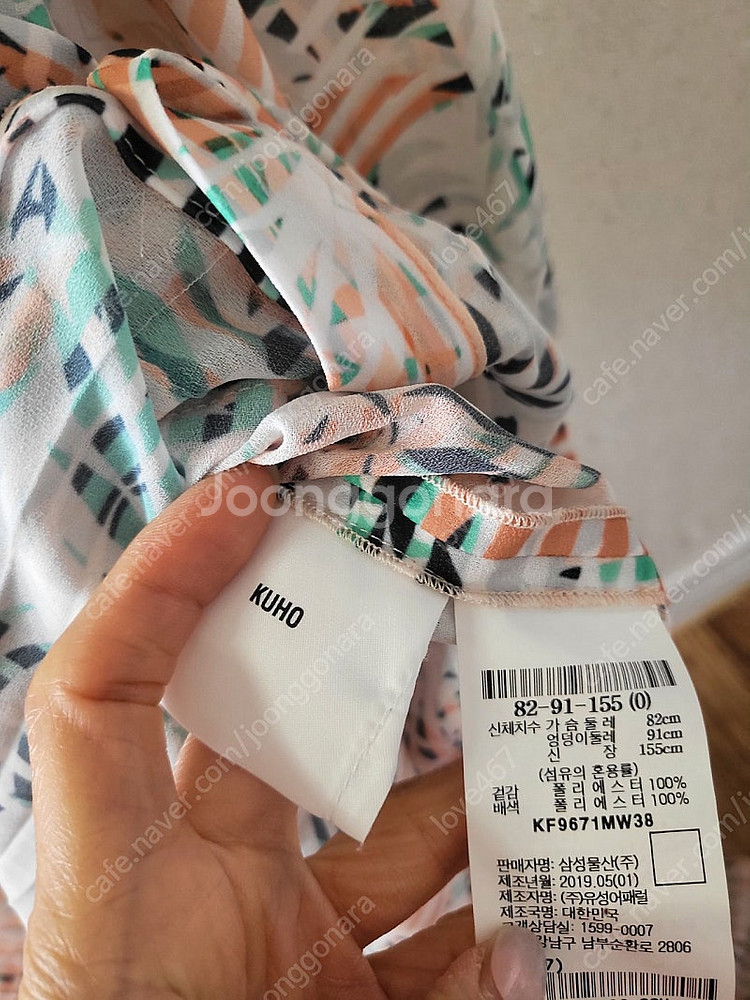 KUHO
82-91-155 (0)
신체치수 가 슴 둘 레 82cm
엉덩이둘레 91cm
신 장 155cm
(섬유의 혼용률)
겉감 폴 리 에 스 터 100%
배색 폴 리 에 스 터 100%
KF9671MW38
판매자명: 삼성물산(주)
제조년월: 2019.05(01)
제조자명: (주)유성어패럴
제조국명: 대한민국
고객상담실: 1599-0007
강남구 남부순환로 2806
7)
Joonggonara
cafe.naver.com/joonggonara
love467